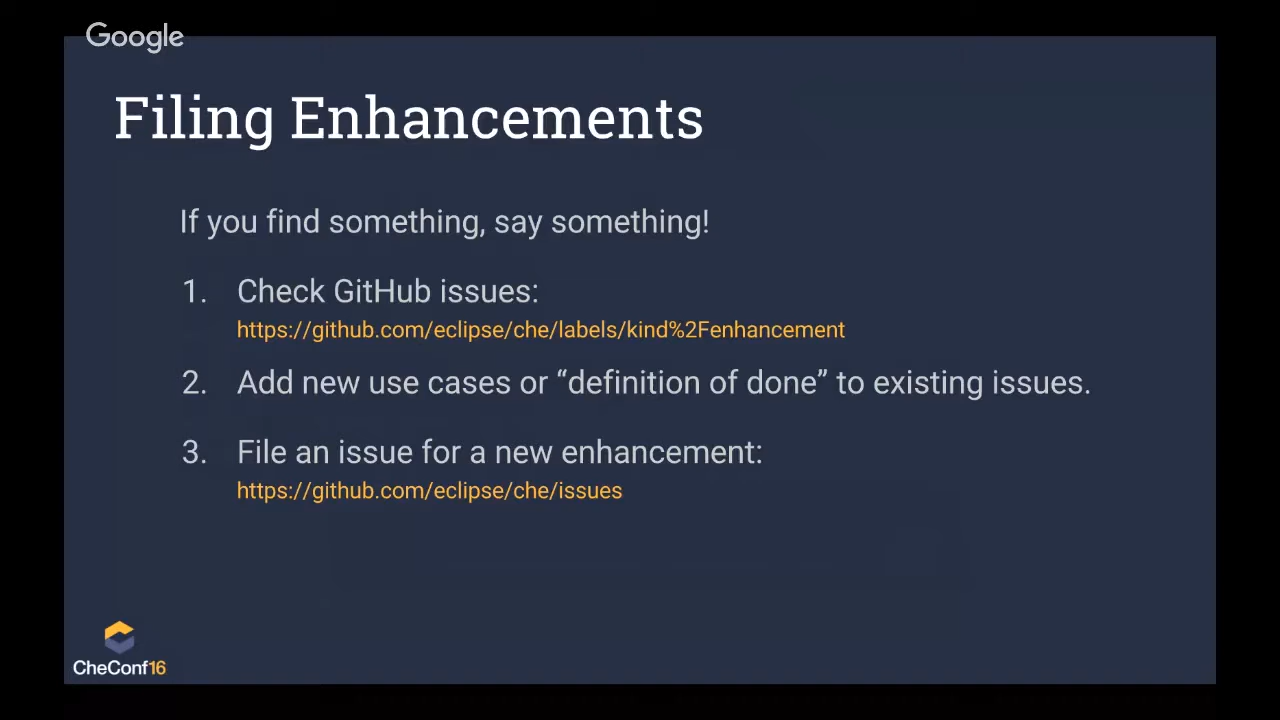 Google
Filing Enhancements
If you find something, say something!
1. Check GitHub issues:
https://github.com/eclipse/che/labels/kind%2Fenhancement
2. Add new use cases or “definition of done” to existing issues.
3. File an issue for a new enhancement:
https://github.com/eclipse/che/issues
CheConf16